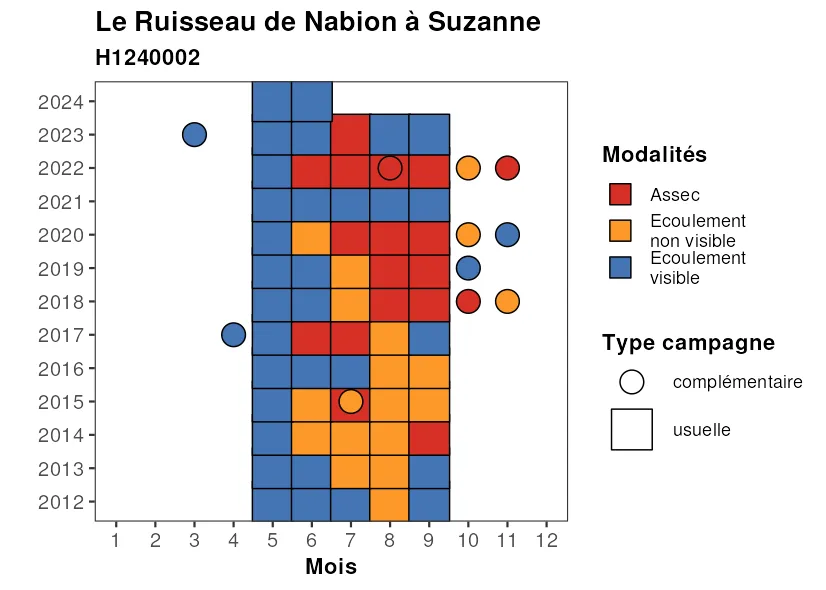 Le Ruisseau de Nabion à Suzanne
H1240002
2024
2023
2022
2021
2020
2019
2018
2017
2016
2015
2014
2013
2012
1 2 3 4 5 6 7 8 9 10 11 12
Mois
Modalités
Assec
Ecoulement
non visible
Ecoulement
visible
Type campagne
complémentaire
usuelle